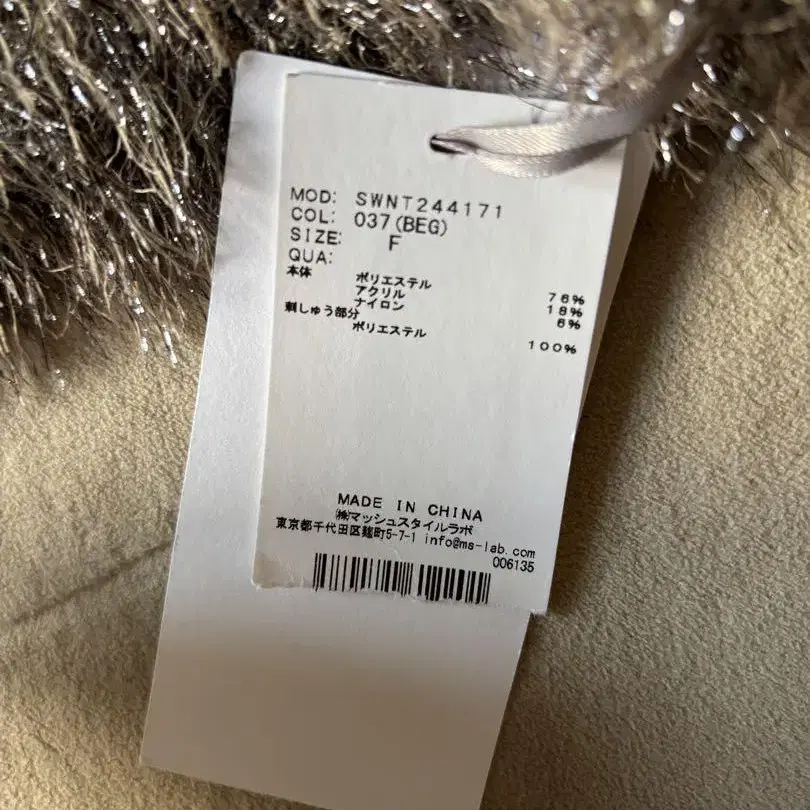 MOD: SWNT244171
COL: 037(BEG)
SIZE: F
QUA:
本体 ポリエステル 76%
アクリル 18%
ナイロン 6%
刺しゅう部分
ポリエステル 100%
MADE IN CHINA
㈱マッシュスタイルラボ
東京都千代田区麹町5-7-1 info@ms-lab.com
006135